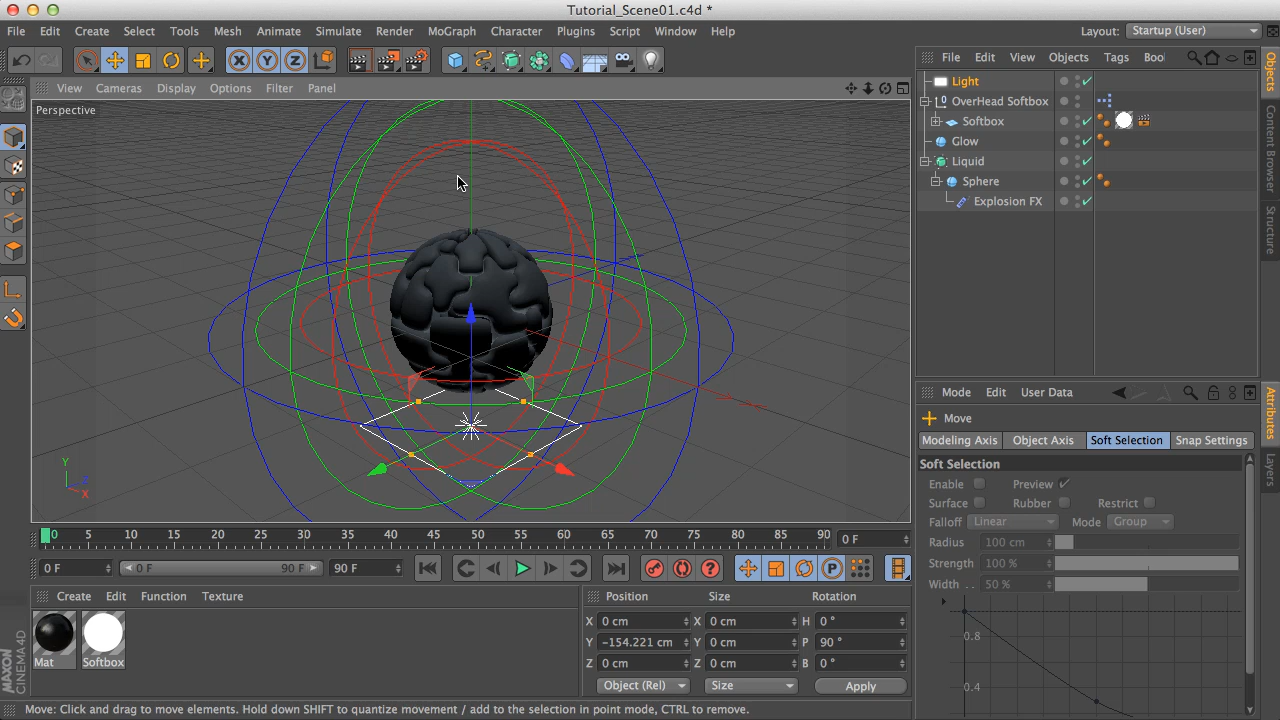 Tutorial_Scene01.c4d *
File Edit Create Select Tools Mesh Animate Simulate Render MoGraph Character Plugins Script Window Help Layout: Startup (User)
X Y Z
File Edit View Objects Tags Boo
View Cameras Display Options Filter Panel
Perspective
Light
OverHead Softbox
Softbox
Glow
Liquid
Sphere
Explosion FX
Objects
Content Browser
Structure
Y
Z
X
Mode Edit User Data
Move
Modeling Axis Object Axis Soft Selection Snap Settings
Soft Selection
Enable Preview
Surface Rubber Restrict
Falloff Linear Mode Group
Radius 100 cm
Strength 100 %
Width .. 50 %
0.8
0.4
Attributes
Layers
0 5 10 15 20 25 30 35 40 45 50 55 60 65 70 75 80 85 90 0 F
0 F 0 F 90 F 90 F P
Create Edit Function Texture
Mat Softbox
Position Size Rotation
X 0 cm X 0 cm H 0 °
Y -154.221 cm Y 0 cm P 90 °
Z 0 cm Z 0 cm B 0 °
Object (Rel) Size Apply
MAXON
CINEMA 4D
Move: Click and drag to move elements. Hold down SHIFT to quantize movement / add to the selection in point mode, CTRL to remove.